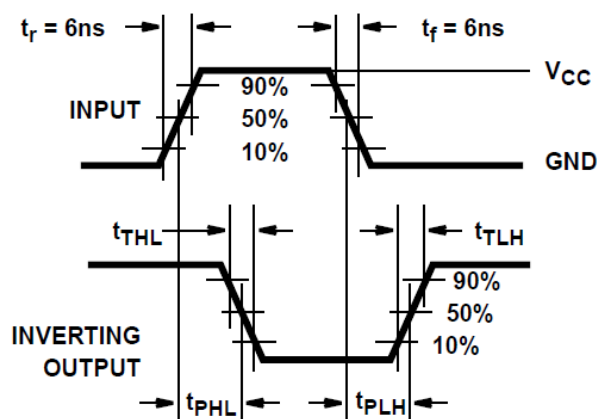 tr = 6ns
tf = 6ns
VCC
90%
INPUT
50%
10%
GND
tTHL
tTLH
90%
50%
INVERTING
OUTPUT
10%
tPHL
tPLH